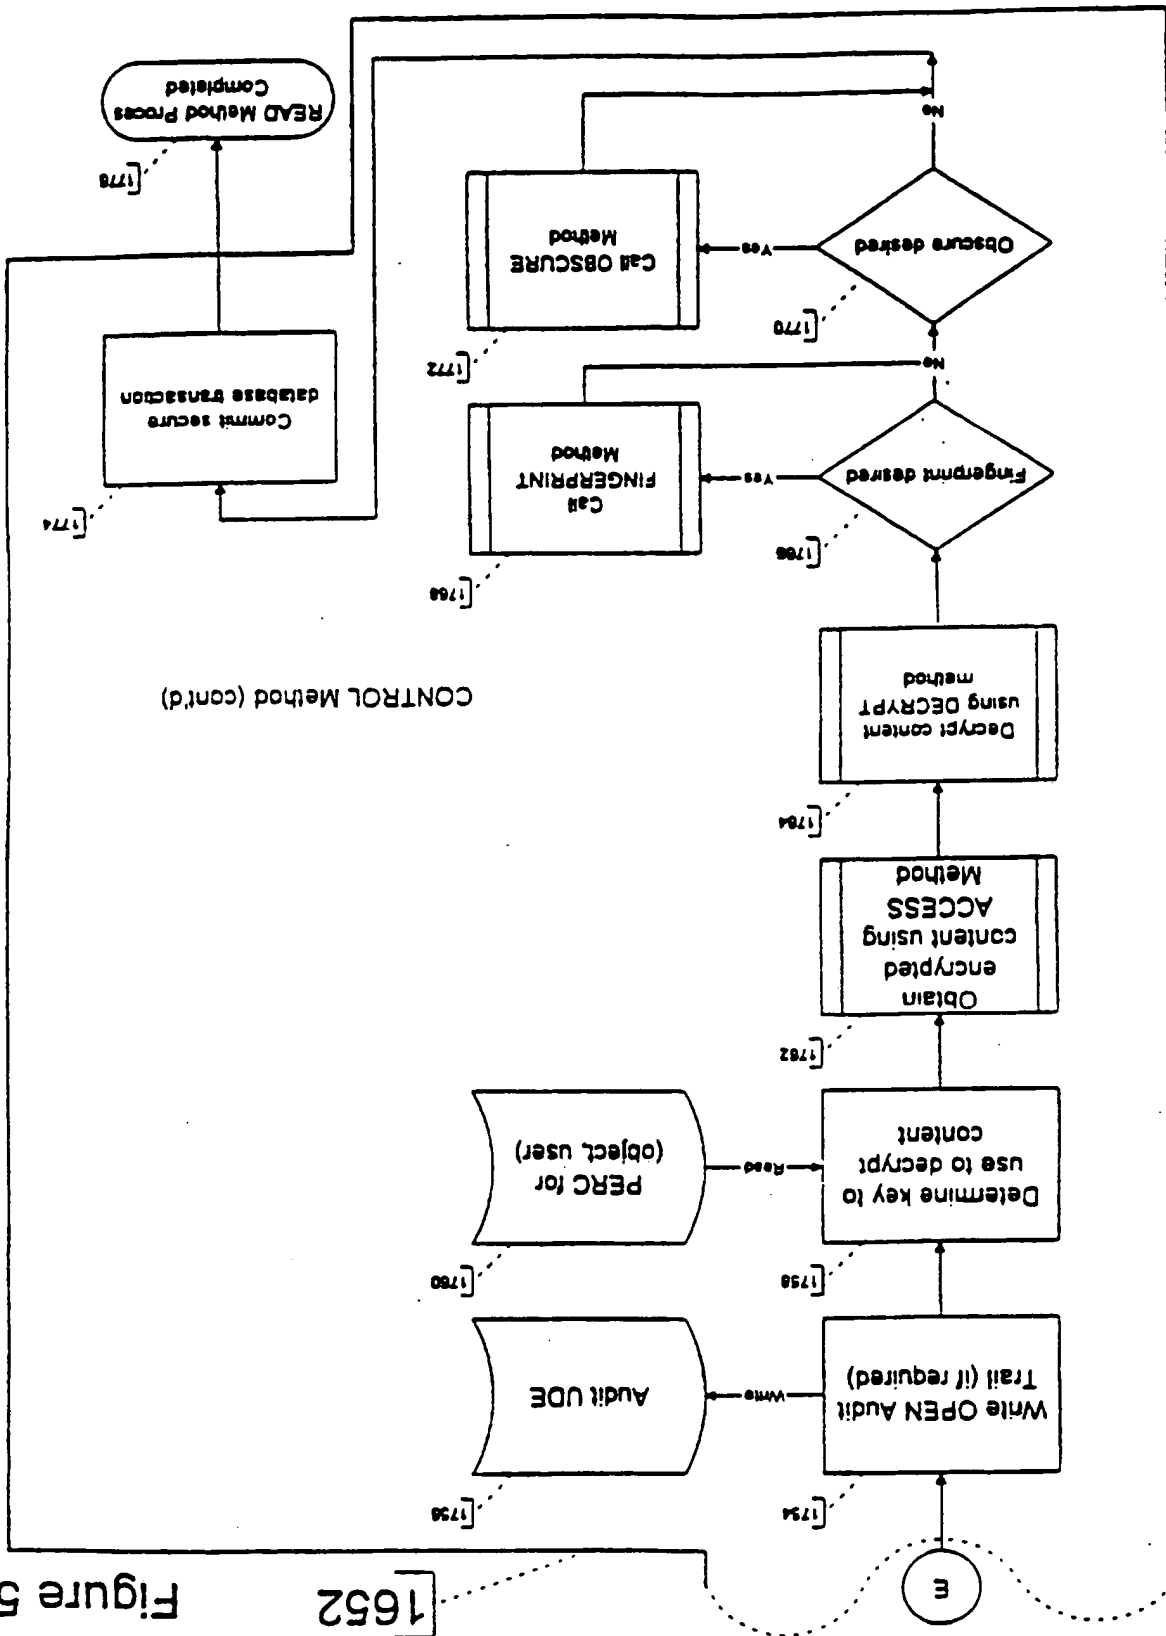 Figure 5
1652
E
1754
Write OPEN Audit
Trail (if required)
Write
1756
Audit UDE
1758
Determine key to
use to decrypt
content
Read
1760
PERC for
(object, user)
1762
Obtain
encrypted
content using
ACCESS
Method
1764
Decrypt content
using DECRYPT
method
CONTROL Method (cont'd)
1766
Fingerprint desired
Yes
No
1768
Call
FINGERPRINT
Method
1770
Obscure desired
Yes
No
1772
Call OBSCURE
Method
1774
Commit secure
database transaction
1776
READ Method Proces
Completed